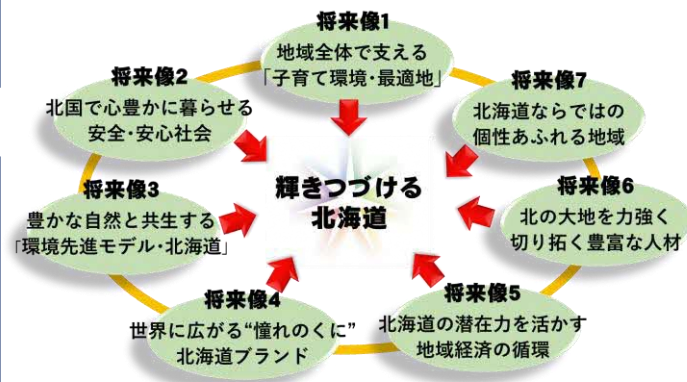 将来像1
地域全体で支える
「子育て環境・最適地」
将来像2
北国で心豊かに暮らせる
安全・安心社会
将来像3
豊かな自然と共生する
「環境先進モデル・北海道」
将来像4
世界に広がる“憧れのくに”
北海道ブランド
将来像5
北海道の潜在力を活かす
地域経済の循環
将来像6
北の大地を力強く
切り拓く豊富な人材
将来像7
北海道ならではの
個性あふれる地域
輝きつづける
北海道